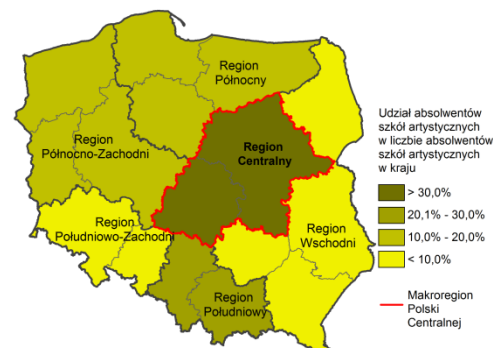 Region
Północny
Region
Północno-Zachodni
Region
Centralny
Region
Południowo-Zachodni
Region
Wschodni
Region
Południowy
Udział absolwentów
szkół artystycznych
w liczbie absolwentów
szkół artystycznych
w kraju
> 30,0%
20,1% - 30,0%
10,0% - 20,0%
< 10,0%
Makroregion
Polski
Centralnej